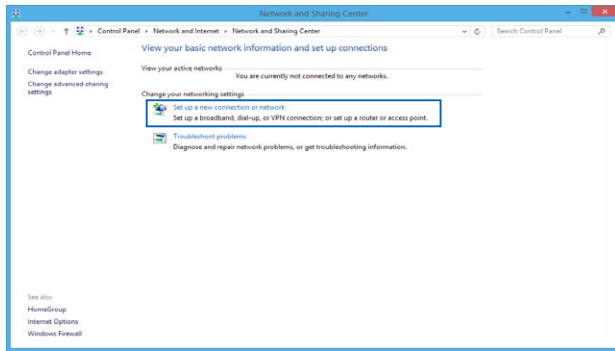 Network and Sharing Center
Control Panel Network and Internet Network and Sharing Center
Search Control Panel
Control Panel Home
Change adapter settings
Change advanced sharing
settings
View your basic network information and set up connections
View your active networks
You are currently not connected to any networks.
Change your networking settings
Set up a new connection or network
Set up a broadband, dial-up, or VPN connection; or set up a router or access point.
Troubleshoot problems
Diagnose and repair network problems, or get troubleshooting information.
See also
HomeGroup
Internet Options
Windows Firewall